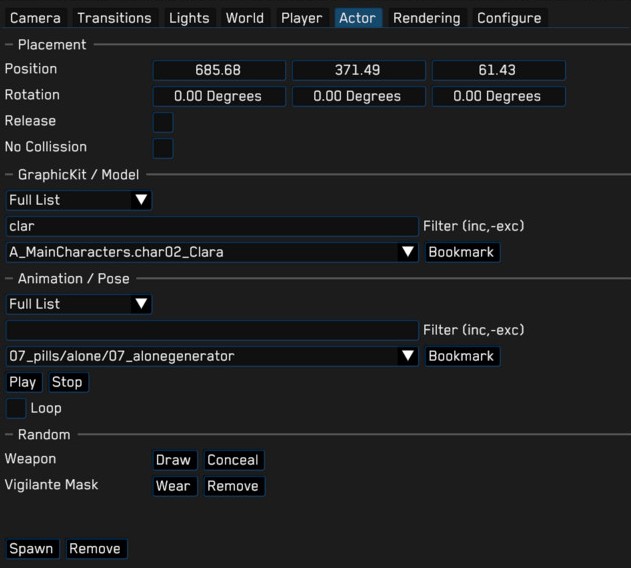 Camera Transitions Lights World Player Actor Rendering Configure
Placement
Position 685.68 371.49 61.43
Rotation 0.00 Degrees 0.00 Degrees 0.00 Degrees
Release
No Collission
GraphicKit / Model
Full List
clar Filter (inc,-exc)
A_MainCharacters.char02_Clara Bookmark
Animation / Pose
Full List
Filter (inc,-exc)
07_pills/alone/07_alonegenerator Bookmark
Play Stop
Loop
Random
Weapon Draw Conceal
Vigilante Mask Wear Remove
Spawn Remove